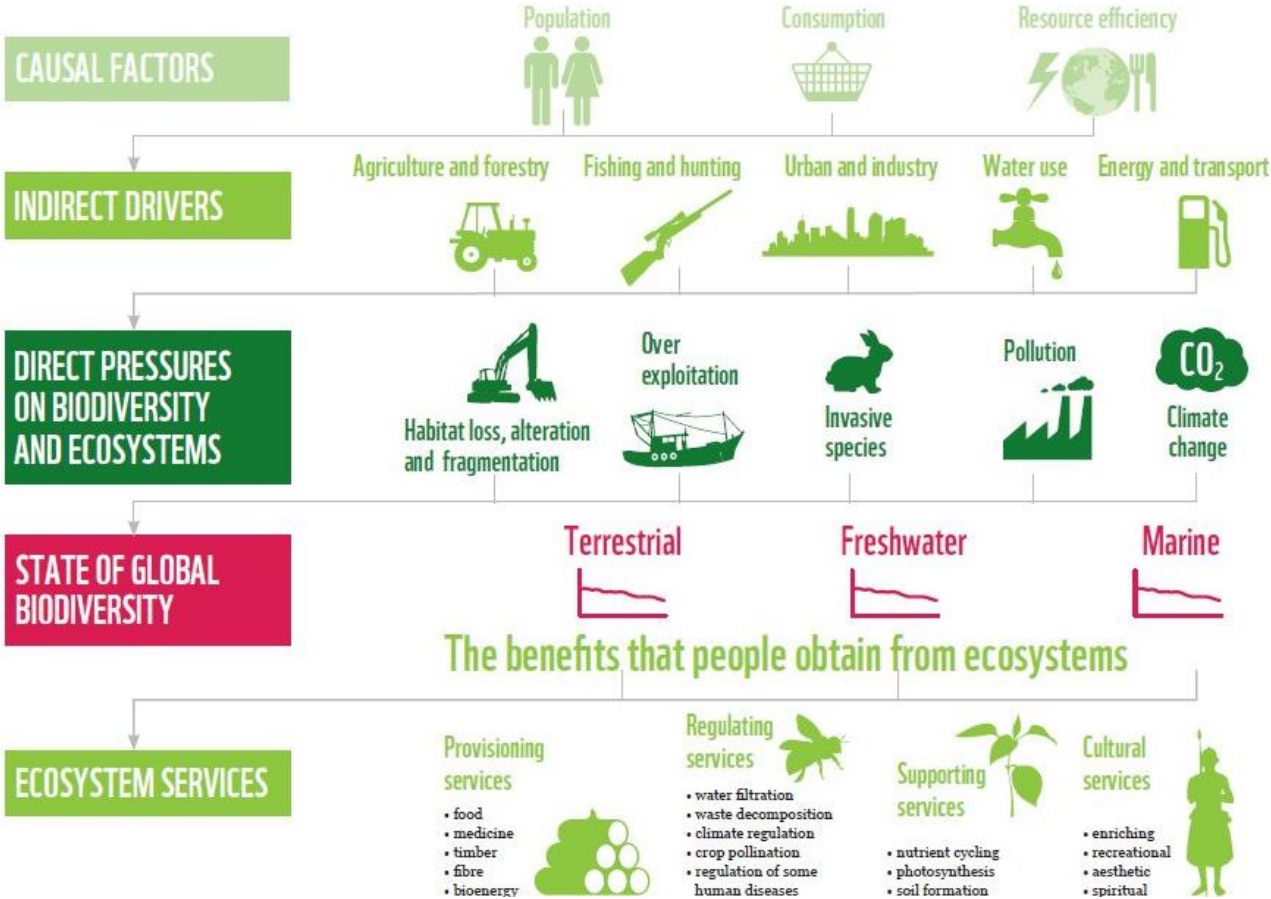 Population
Consumption
Resource efficiency
CAUSAL FACTORS
Agriculture and forestry
Fishing and hunting
Urban and industry
Water use
Energy and transport
INDIRECT DRIVERS
DIRECT PRESSURES
ON BIODIVERSITY
AND ECOSYSTEMS
Habitat loss, alteration
and fragmentation
Over
exploitation
Invasive
species
Pollution
CO2
Climate
change
STATE OF GLOBAL
BIODIVERSITY
Terrestrial
Freshwater
Marine
The benefits that people obtain from ecosystems
ECOSYSTEM SERVICES
Provisioning
services
• food
• medicine
• timber
• fibre
• bioenergy
Regulating
services
• water filtration
• waste decomposition
• climate regulation
• crop pollination
• regulation of some
human diseases
Supporting
services
• nutrient cycling
• photosynthesis
• soil formation
Cultural
services
• enriching
• recreational
• aesthetic
• spiritual